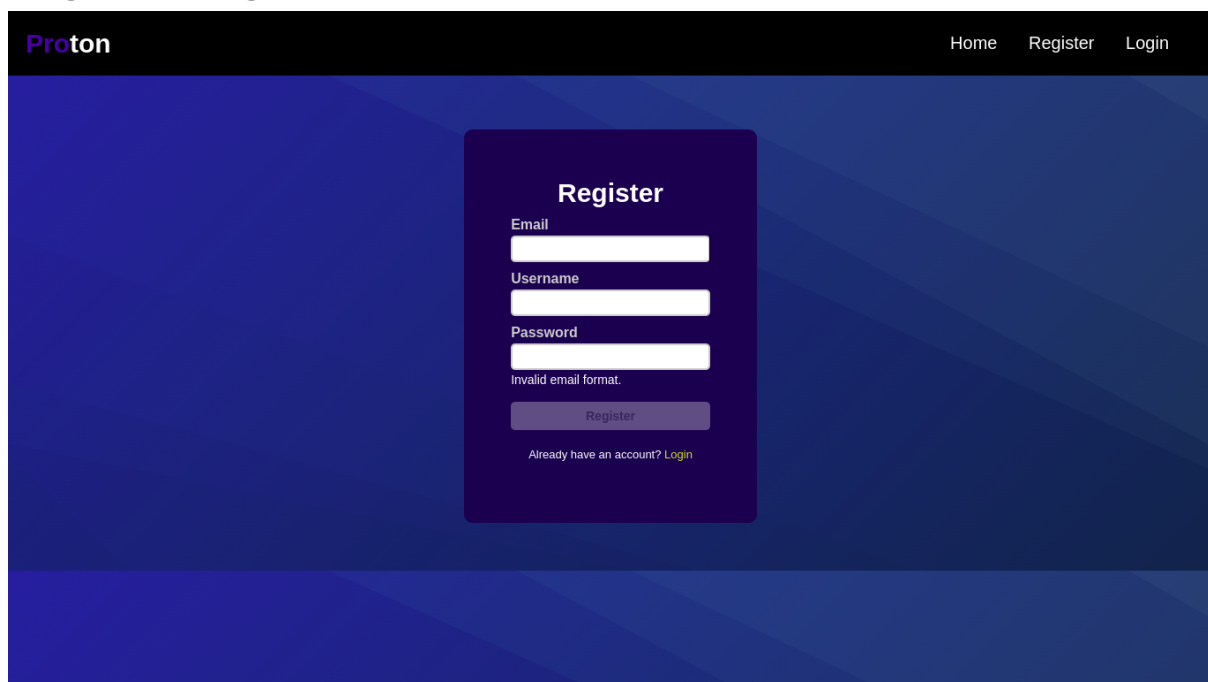 Proton
Home Register Login
Register
Email
Username
Password
Invalid email format.
Register
Already have an account? Login